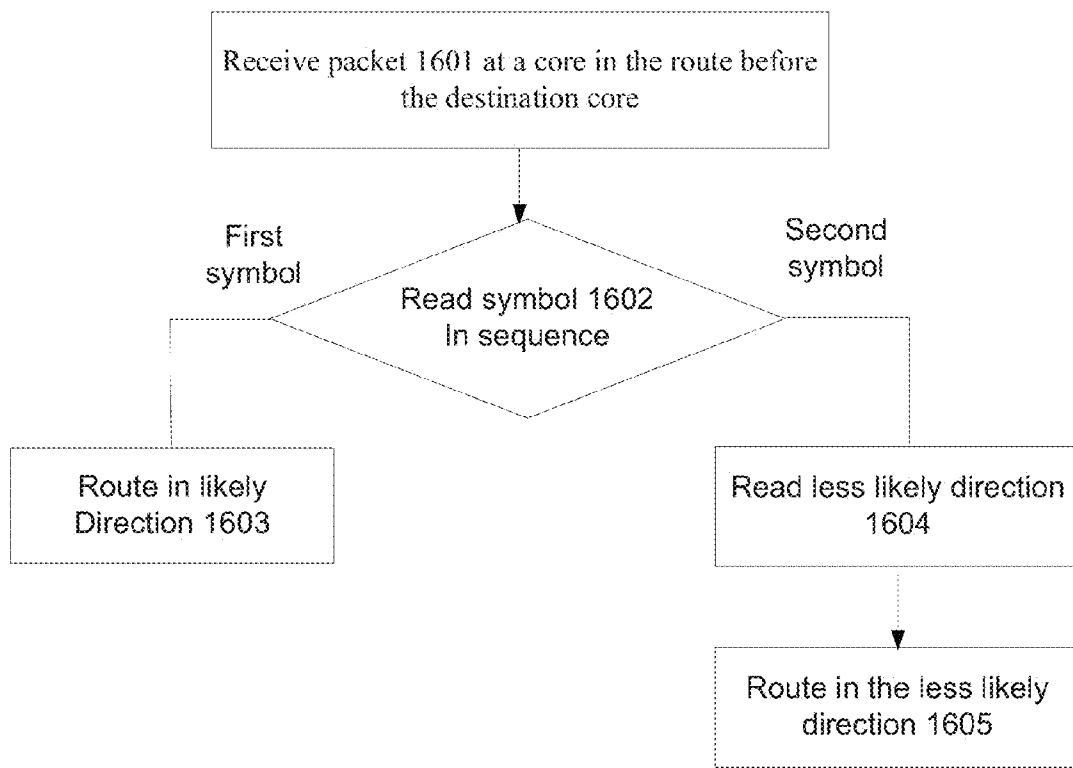 Receive packet 1601 at a core in the route before
the destination core
First
symbol
Second
symbol
Read symbol 1602
In sequence
Route in likely
Direction 1603
Read less likely direction
1604
Route in the less likely
direction 1605